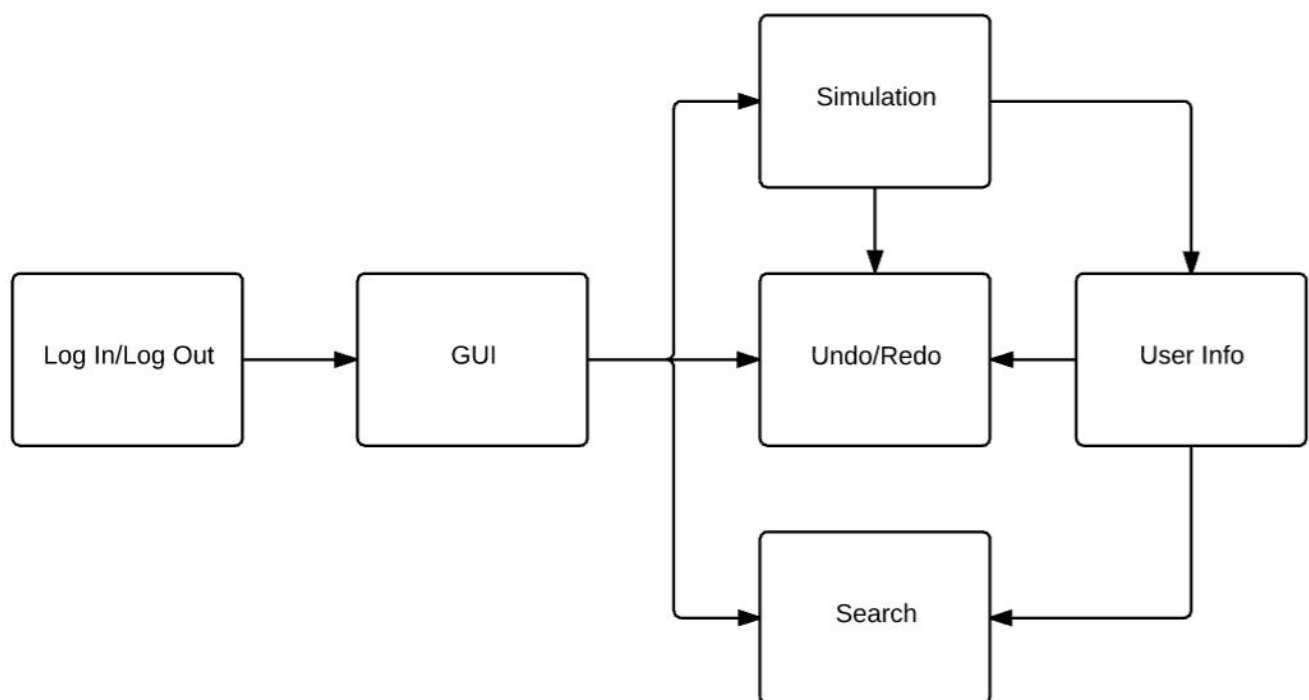 Simulation
Log In/Log Out
GUI
Undo/Redo
User Info
Search